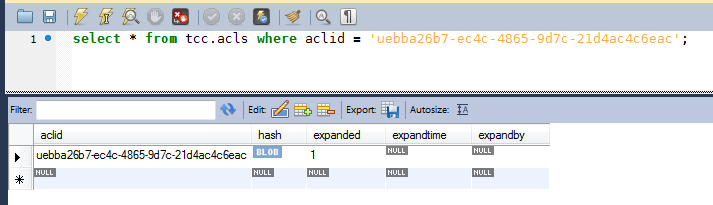 1 select * from tcc.acls where aclid = 'uebba26b7-ec4c-4865-9d7c-21d4ac4c6eac';
Filter: Edit: Export: Autosize:
aclid hash expanded expandtime expandby
uebba26b7-ec4c-4865-9d7c-21d4ac4c6eac BLOB 1 NULL NULL
* NULL NULL NULL NULL NULL